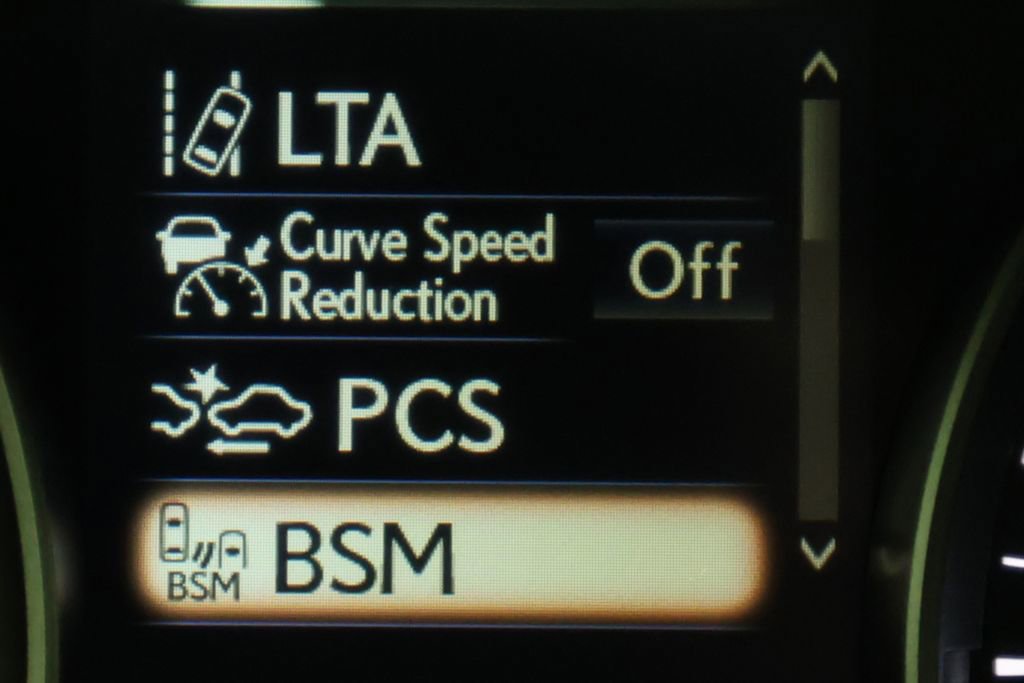 LTA
Curve Speed
Reduction
Off
PCS
BSM
BSM